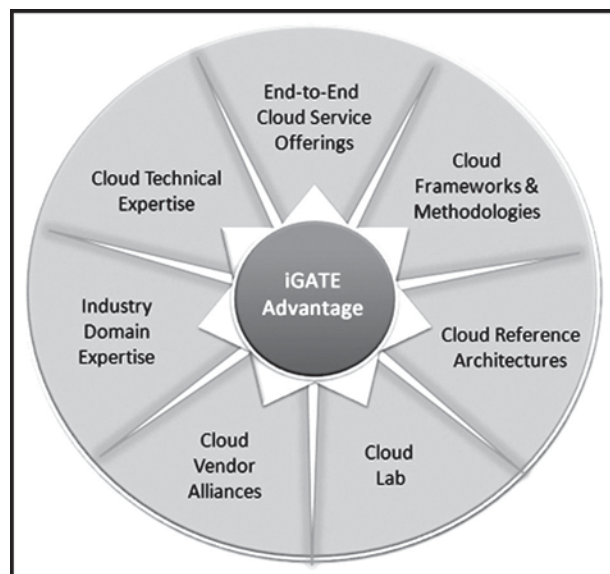 End-to-End
Cloud Service
Offerings
Cloud
Frameworks &
Methodologies
Cloud Reference
Architectures
Cloud
Lab
Cloud
Vendor
Alliances
Industry
Domain
Expertise
Cloud Technical
Expertise
iGATE
Advantage